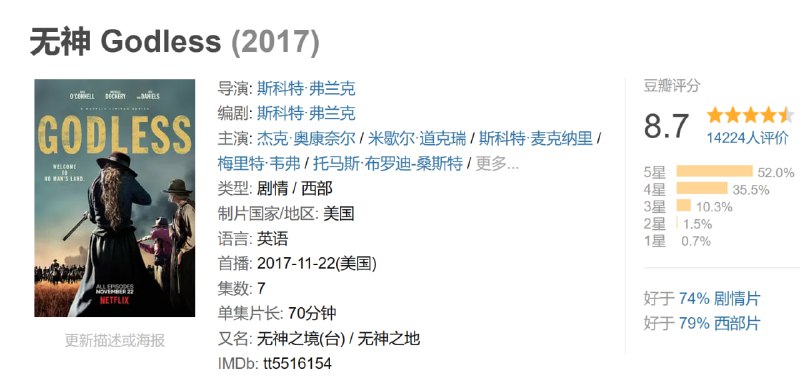 无神 Godless (2017)
O'CONNELL DOCKERY DANIELS
GODLESS
WELCOME TO
NO MAN'S LAND.
ALL EPISODES
NOVEMBER 22
NETFLIX
更新描述或海报
导演: 斯科特·弗兰克
编剧: 斯科特·弗兰克
主演: 杰克·奥康奈尔 / 米歇尔·道克瑞 / 斯科特·麦克纳里 /
梅里特·韦弗 / 托马斯·布罗迪-桑斯特 / 更多...
类型: 剧情 / 西部
制片国家/地区: 美国
语言: 英语
首播: 2017-11-22(美国)
集数: 7
单集片长: 70分钟
又名: 无神之境(台) / 无神之地
IMDb: tt5516154
豆瓣评分
8.7
14224人评价
5星 52.0%
4星 35.5%
3星 10.3%
2星 1.5%
1星 0.7%
好于 74% 剧情片
好于 79% 西部片